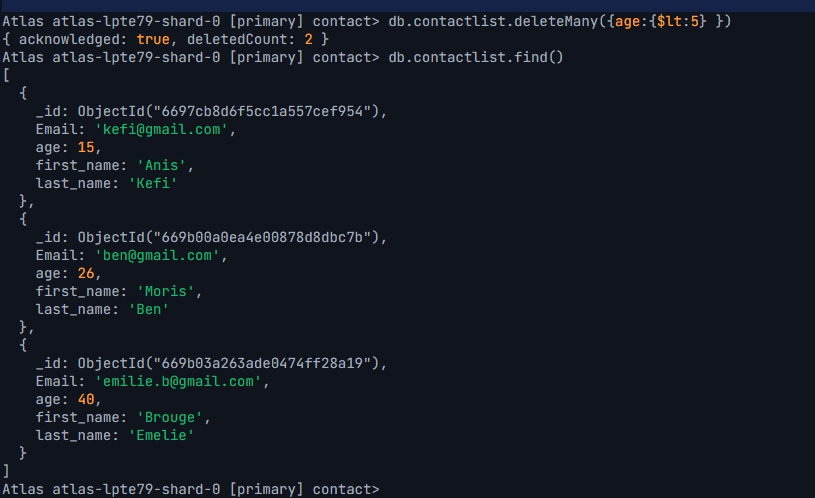 Atlas atlas-lpte79-shard-0 [primary] contact> db.contactlist.deleteMany({age:{$lt:5} })
{ acknowledged: true, deletedCount: 2 }
Atlas atlas-lpte79-shard-0 [primary] contact> db.contactlist.find()
[
  {
    _id: ObjectId("6697cb8d6f5cc1a557cef954"),
    Email: 'kefi@gmail.com',
    age: 15,
    first_name: 'Anis',
    last_name: 'Kefi'
  },
  {
    _id: ObjectId("669b00a0ea4e00878d8dbc7b"),
    Email: 'ben@gmail.com',
    age: 26,
    first_name: 'Moris',
    last_name: 'Ben'
  },
  {
    _id: ObjectId("669b03a263ade0474ff28a19"),
    Email: 'emilie.b@gmail.com',
    age: 40,
    first_name: 'Brouge',
    last_name: 'Emelie'
  }
]
Atlas atlas-lpte79-shard-0 [primary] contact>